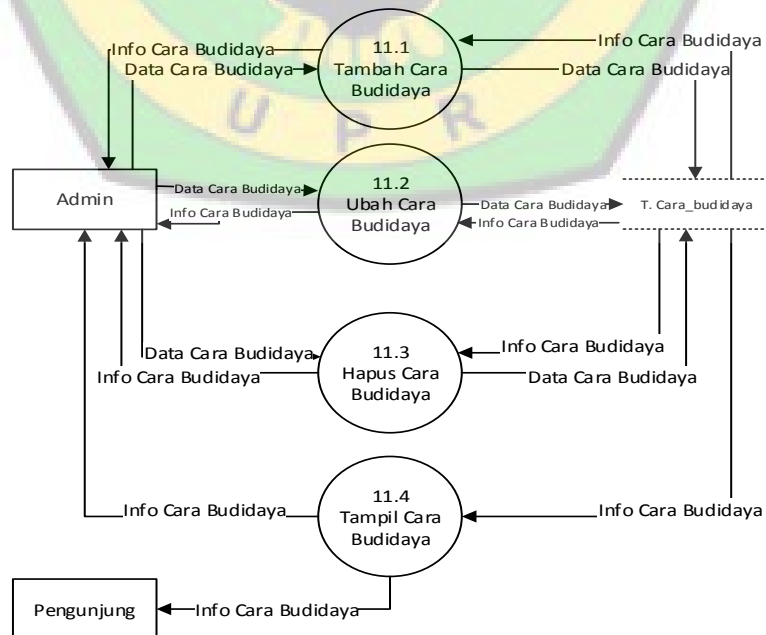 Info Cara Budidaya
Data Cara Budidaya
11.1
Tambah Cara
Budidaya
Info Cara Budidaya
Data Cara Budidaya
U P R
Admin
Data Cara Budidaya
Info Cara Budidaya
11.2
Ubah Cara
Budidaya
Data Cara Budidaya
Info Cara Budidaya
T. Cara_budidaya
Data Cara Budidaya
Info Cara Budidaya
11.3
Hapus Cara
Budidaya
Info Cara Budidaya
Data Cara Budidaya
Info Cara Budidaya
11.4
Tampil Cara
Budidaya
Info Cara Budidaya
Pengunjung
Info Cara Budidaya